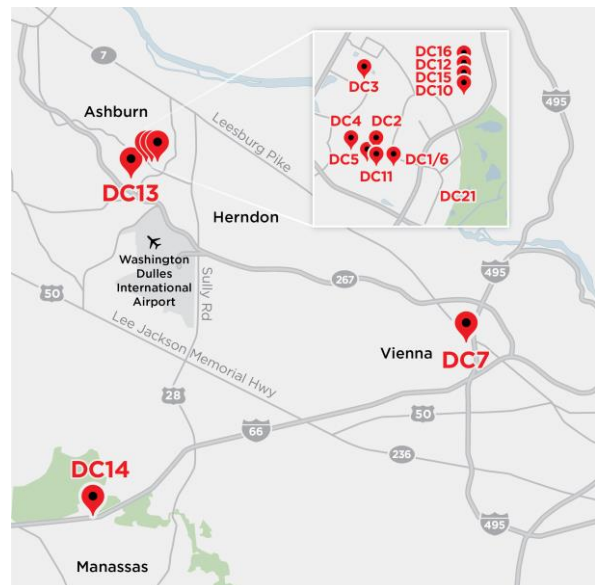 7
495
Ashburn
Leesburg Pike
DC13
DC16
DC12
DC15
DC10
DC3
DC4
DC2
DC5
DC1/6
DC11
DC21
Herndon
Washington
Dulles
International
Airport
Sully Rd
50
267
495
Lee Jackson Memorial Hwy
Vienna
DC7
28
50
66
236
DC14
495
Manassas